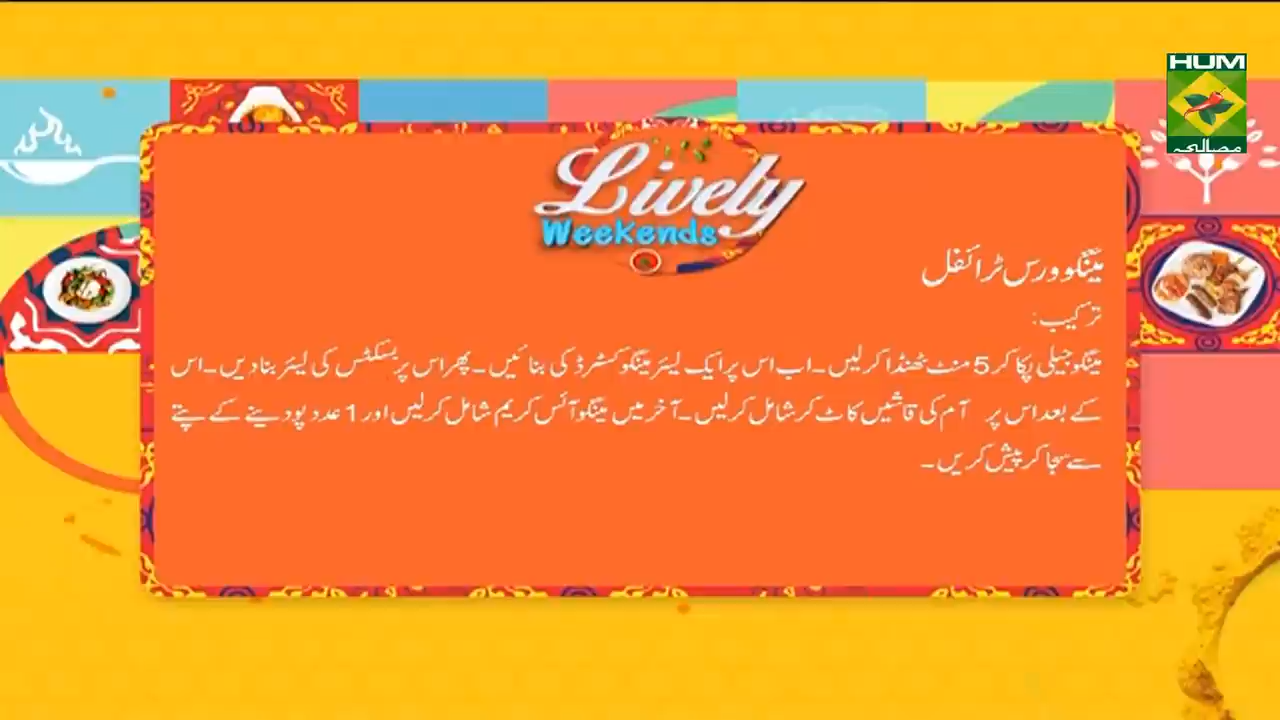 HUM
مصالحہ
Lively
Weekends
مینگو ورس ٹرائفل
ترکیب:
مینگو جیلی پکا کر 5 منٹ ٹھنڈا کرلیں۔ اب اس پر ایک لیئر مینگو کسٹرڈ کی بنائیں۔ پھر اس پر بسکٹس کی لیئر بنادیں۔ اس
کے بعد اس پر آم کی قاشیں کاٹ کر شامل کرلیں۔ آخر میں مینگو آئس کریم شامل کرلیں اور 1 عدد پودینے کے پتے
سے سجا کر پیش کریں۔